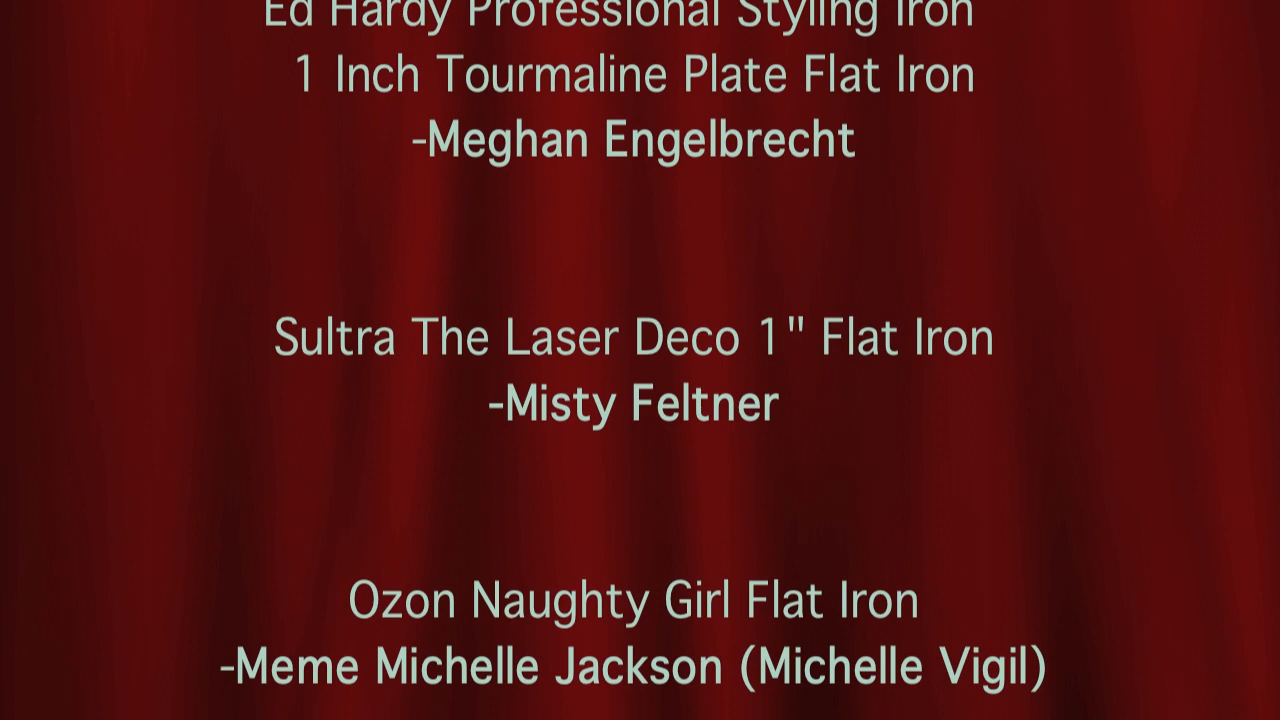 Ed Hardy Professional Styling Iron
1 Inch Tourmaline Plate Flat Iron
-Meghan Engelbrecht
Sultra The Laser Deco 1" Flat Iron
-Misty Feltner
Ozon Naughty Girl Flat Iron
-Meme Michelle Jackson (Michelle Vigil)